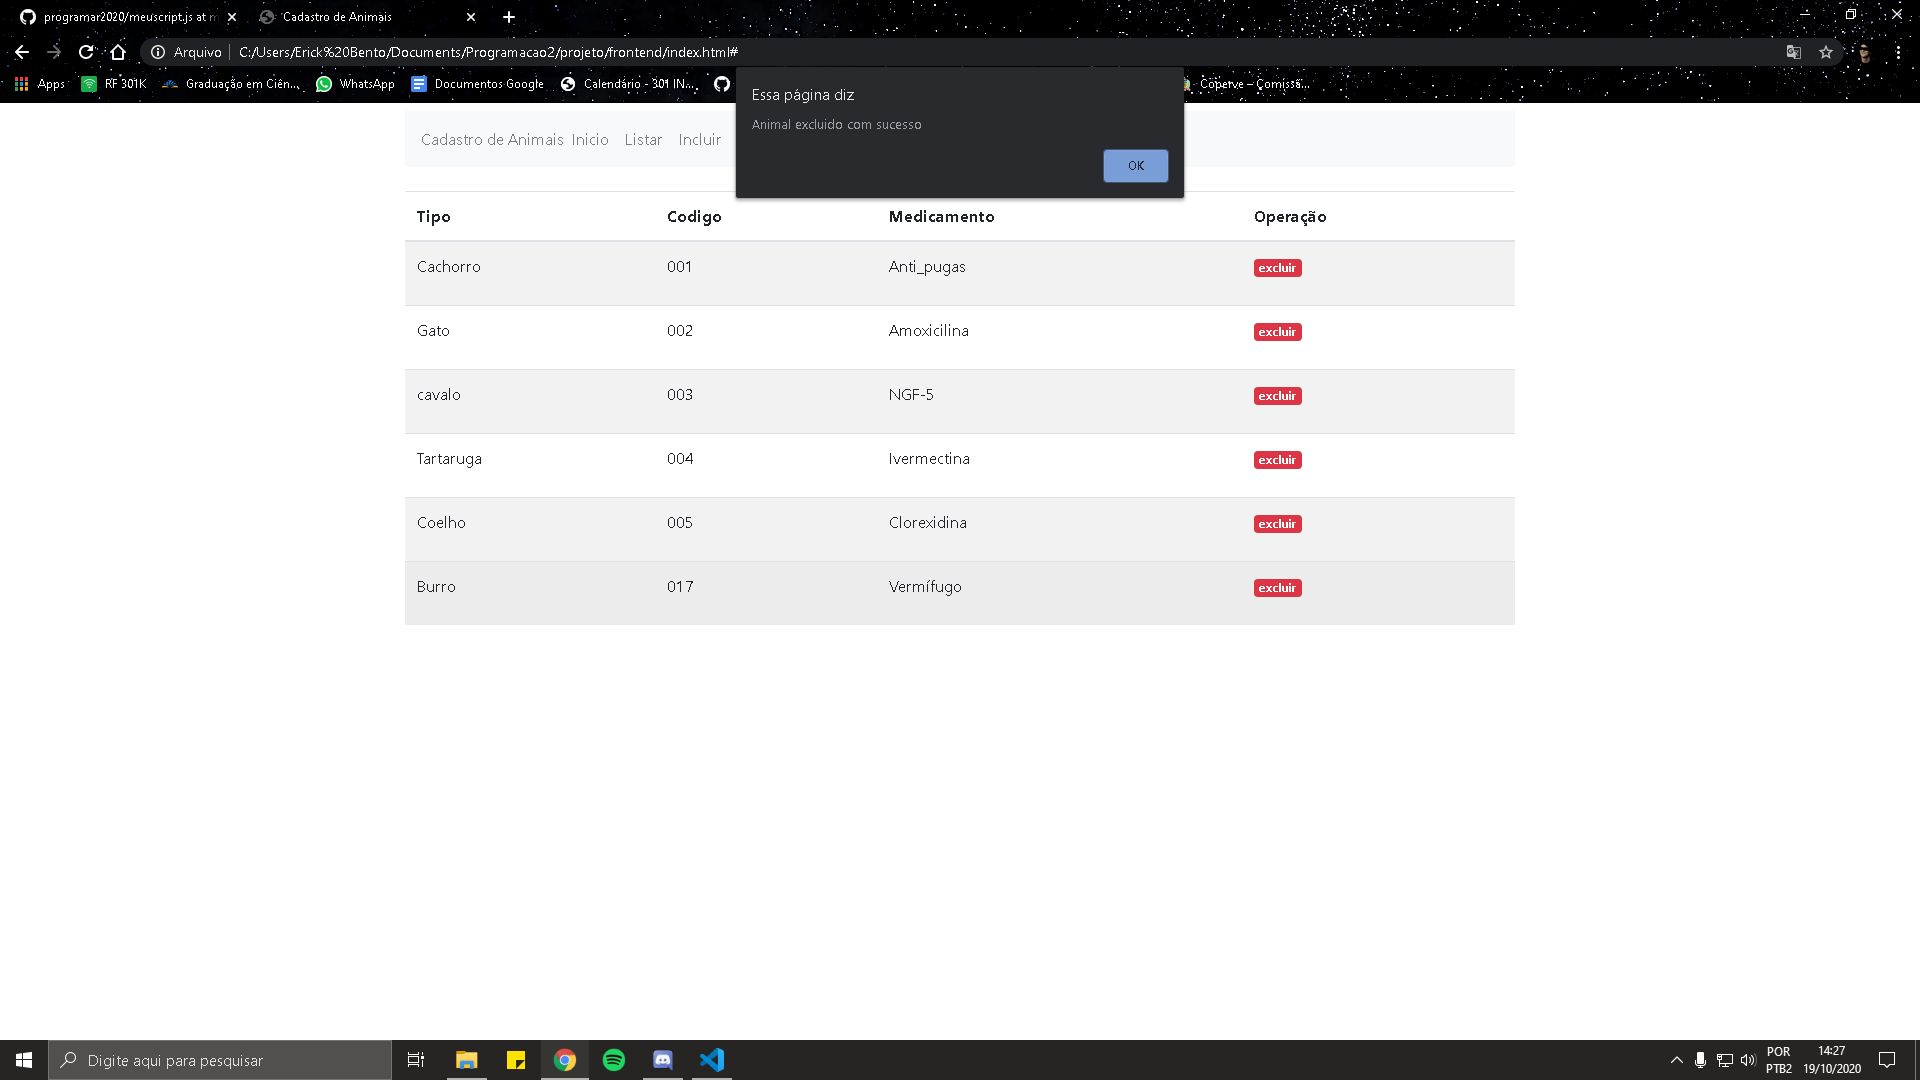 programar2020/meuscript.js at m
Cadastro de Animais
Arquivo
C:/Users/Erick%20Bento/Documents/Programacao2/projeto/frontend/index.html#
Apps
RF 301K
Graduação em Ciên...
WhatsApp
Documentos Google
Calendário - 301 IN...
Coperve – Comissã...
Essa página diz
Animal excluido com sucesso
OK
Cadastro de Animais Inicio Listar Incluir
Tipo Codigo Medicamento Operação
Cachorro 001 Anti_pugas excluir
Gato 002 Amoxicilina excluir
cavalo 003 NGF-5 excluir
Tartaruga 004 Ivermectina excluir
Coelho 005 Clorexidina excluir
Burro 017 Vermífugo excluir
Digite aqui para pesquisar
POR
PTB2
14:27
19/10/2020